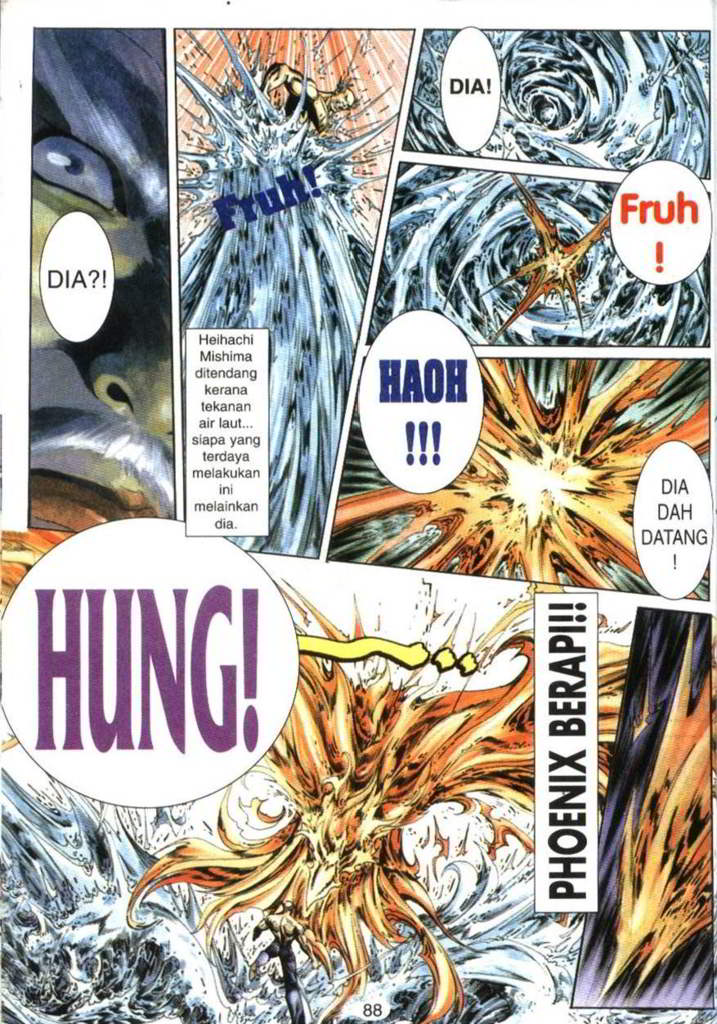 DIA?!
Fruh!
Heihachi
Mishima
ditendang
kerana
tekanan
air laut...
siapa yang
terdaya
melakukan
ini
melainkan
dia.
DIA!
Fruh
!
HAOH
!!!
DIA
DAH
DATANG
!
HUNG!
PHOENIX BERAPI!!
88